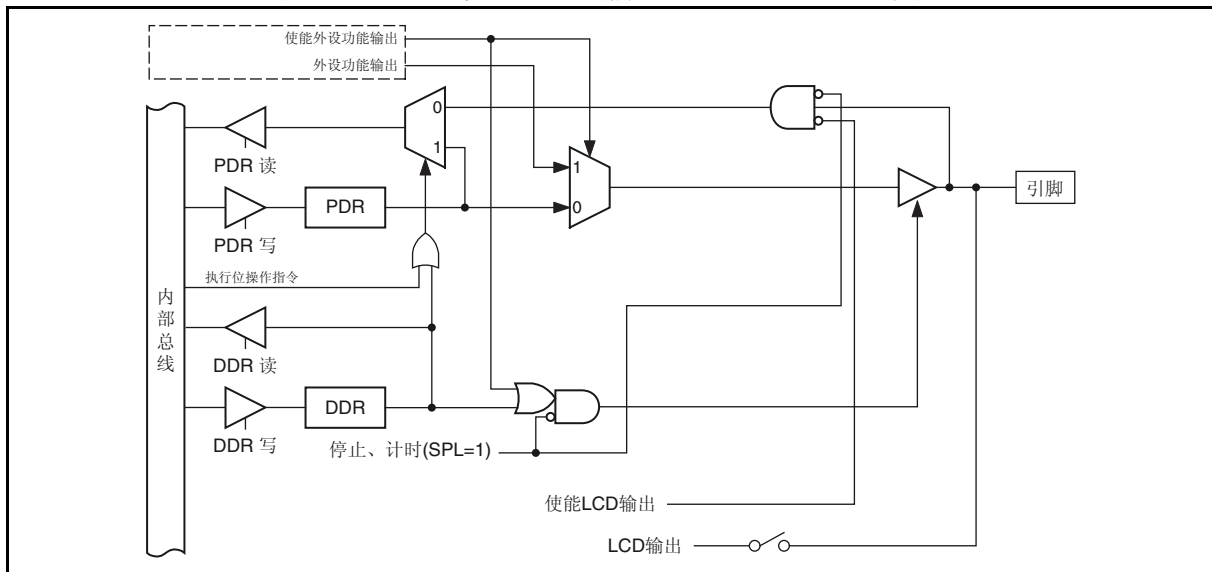 使能外设功能输出
外设功能输出
0
1
PDR 读
1
PDR
0
引脚
PDR 写
执行位操作指令
内部总线
DDR 读
DDR
DDR 写
停止、计时(SPL=1)
使能LCD输出
LCD输出